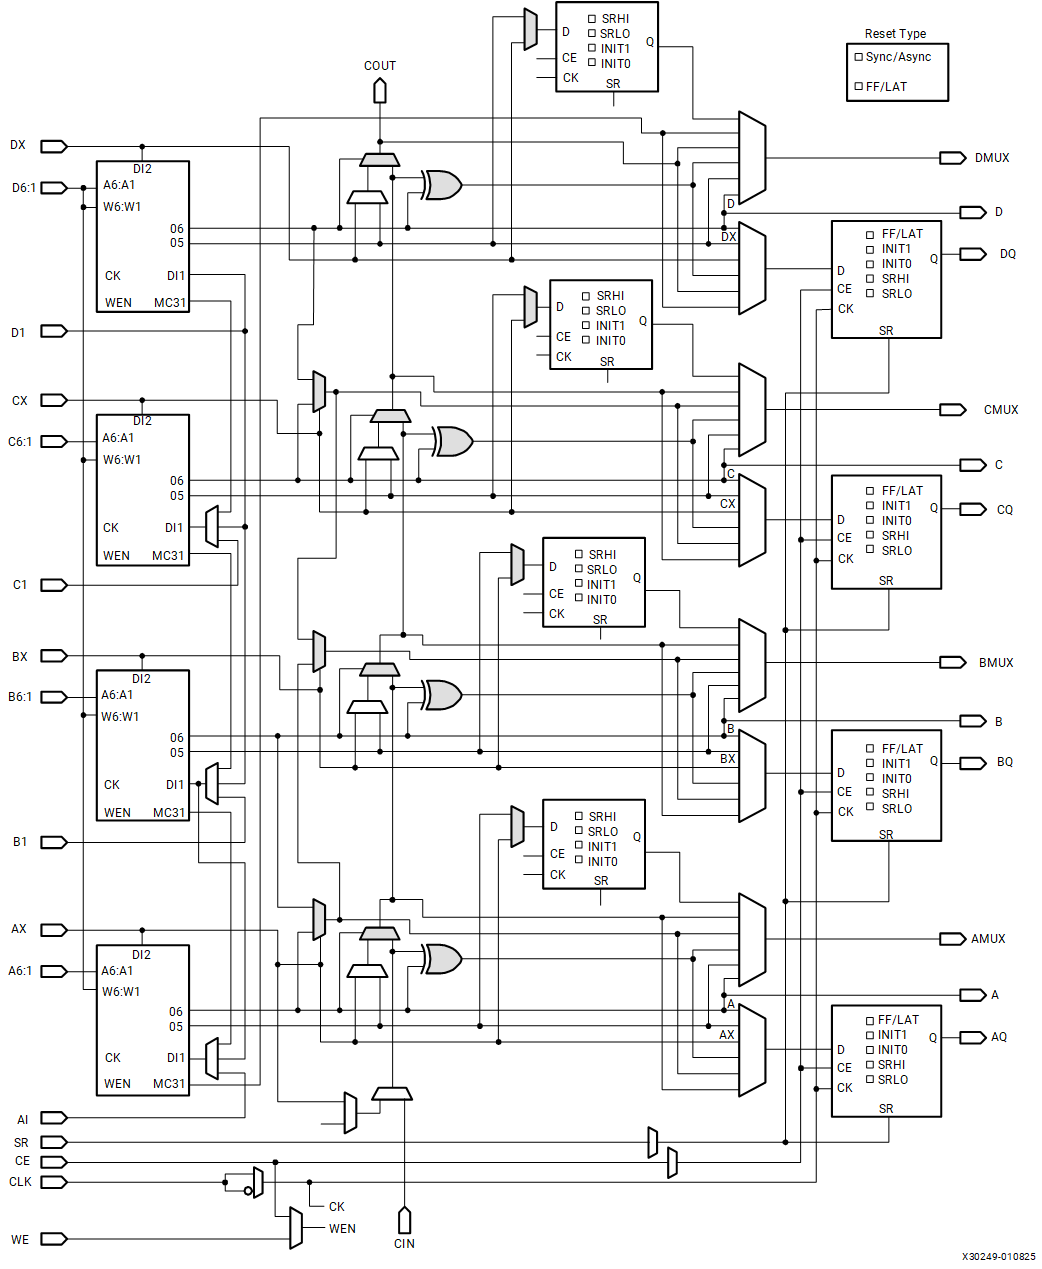 SRHI
D
SRLO
INIT1
Q
CE
INIT0
CK
SR
Reset Type
Sync/Async
FF/LAT
COUT
DX
DI2
DMUX
D6:1
A6:A1
W6:W1
D
D
06
DX
05
FF/LAT
INIT1
INIT0
SRHI
SRLO
Q
DQ
D
CE
CK
SR
CK
DI1
WEN
MC31
SRHI
D
SRLO
INIT1
Q
CE
INIT0
CK
SR
D1
CX
DI2
CMUX
C6:1
A6:A1
W6:W1
C
C
06
05
CX
FF/LAT
INIT1
INIT0
SRHI
SRLO
Q
CQ
D
CE
CK
SR
CK
DI1
WEN
MC31
SRHI
D
SRLO
INIT1
Q
CE
INIT0
CK
SR
C1
BX
DI2
BMUX
B6:1
A6:A1
W6:W1
B
B
06
05
BX
FF/LAT
INIT1
INIT0
SRHI
SRLO
Q
BQ
D
CE
CK
SR
CK
DI1
WEN
MC31
SRHI
D
SRLO
INIT1
Q
CE
INIT0
CK
SR
B1
AX
DI2
AMUX
A6:1
A6:A1
W6:W1
A
A
06
05
AX
FF/LAT
INIT1
INIT0
SRHI
SRLO
Q
AQ
D
CE
CK
SR
CK
DI1
WEN
MC31
AI
SR
CE
CLK
CK
WEN
WE
CIN
X30249-010825